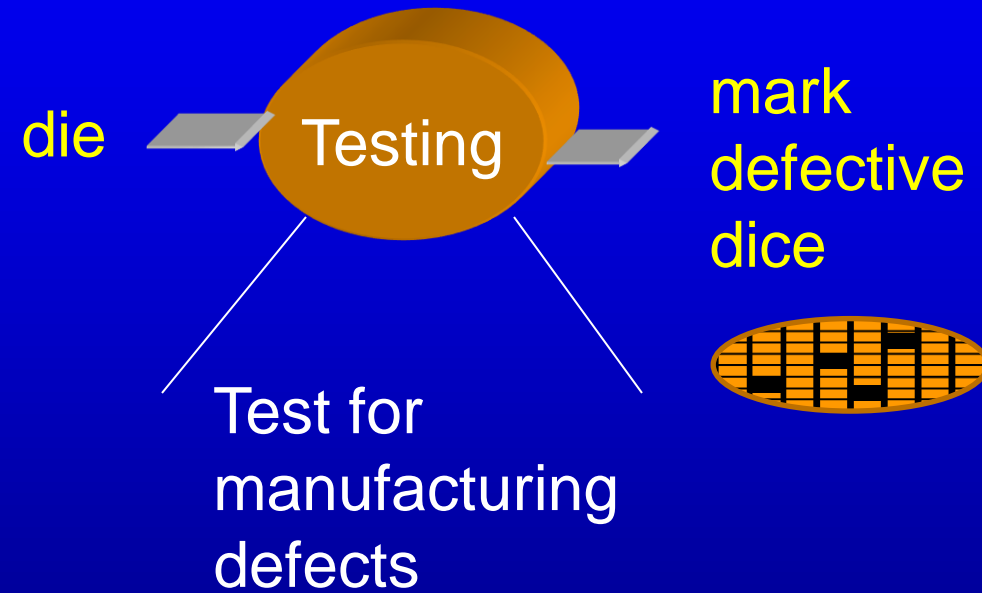 die
Testing
mark
defective
dice
Test for
manufacturing
defects